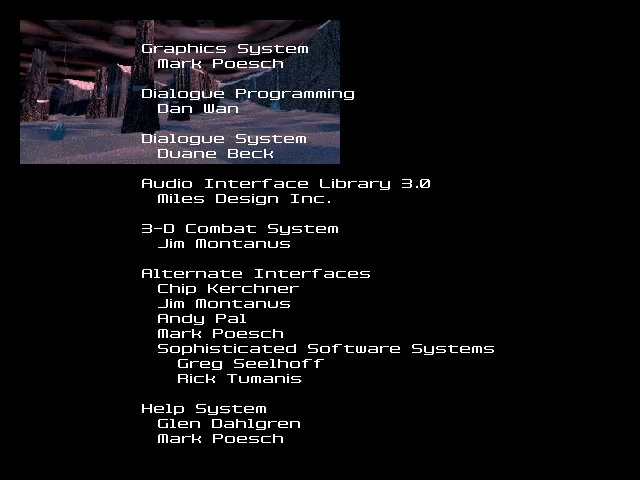 Graphics System
Mark Poesch
Dialogue Programming
Dan Wan
Dialogue System
Duane Beck
Audio Interface Library 3.0
Miles Design Inc.
3-D Combat System
Jim Montanus
Alternate Interfaces
Chip Kerchner
Jim Montanus
Andy Pal
Mark Poesch
Sophisticated Software Systems
Greg Seelhoff
Rick Tumanis
Help System
Glen Dahlgren
Mark Poesch